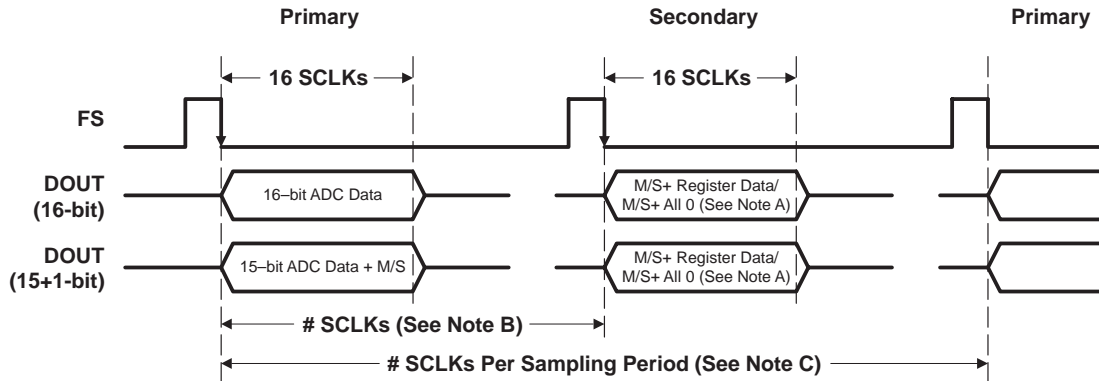 Primary Secondary Primary
16 SCLKs 16 SCLKs
FS
DOUT
(16-bit)
16–bit ADC Data
M/S+ Register Data/
M/S+ All 0 (See Note A)
DOUT
(15+1-bit)
15–bit ADC Data + M/S
M/S+ Register Data/
M/S+ All 0 (See Note A)
# SCLKs (See Note B)
# SCLKs Per Sampling Period (See Note C)